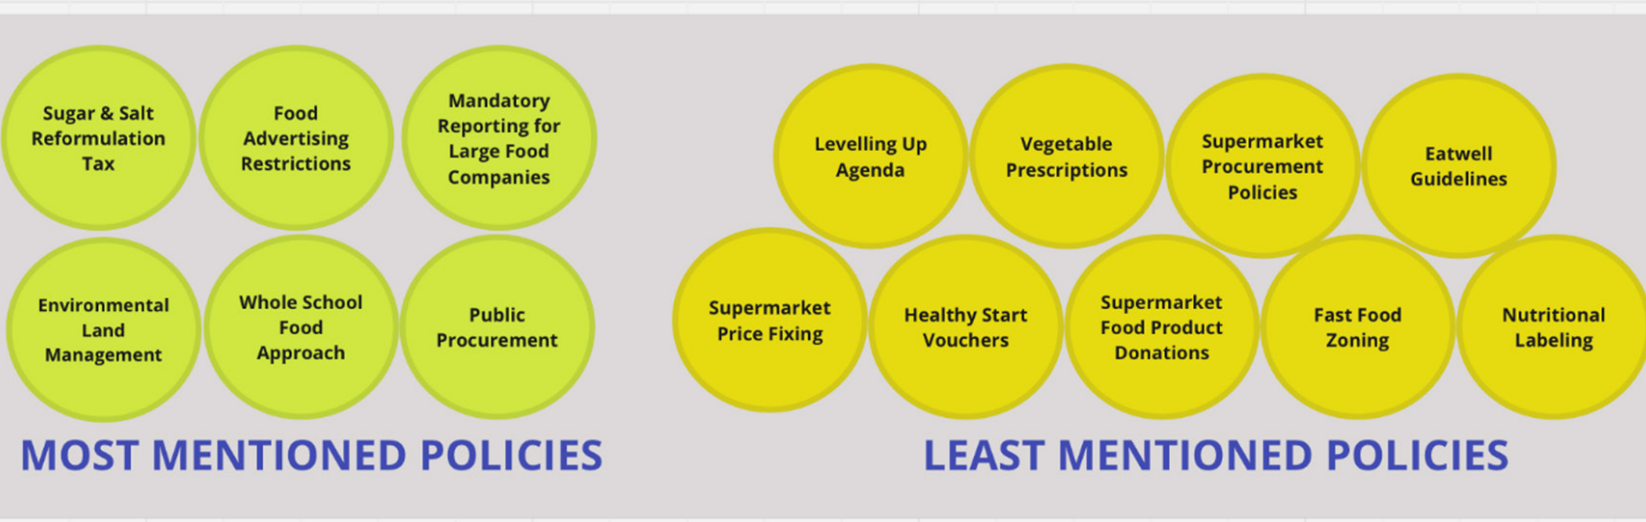 Sugar & Salt
Reformulation
Tax
Food
Advertising
Restrictions
Mandatory
Reporting for
Large Food
Companies
Environmental
Land
Management
Whole School
Food
Approach
Public
Procurement
MOST MENTIONED POLICIES
Levelling Up
Agenda
Vegetable
Prescriptions
Supermarket
Procurement
Policies
Eatwell
Guidelines
Supermarket
Price Fixing
Healthy Start
Vouchers
Supermarket
Food Product
Donations
Fast Food
Zoning
Nutritional
Labeling
LEAST MENTIONED POLICIES